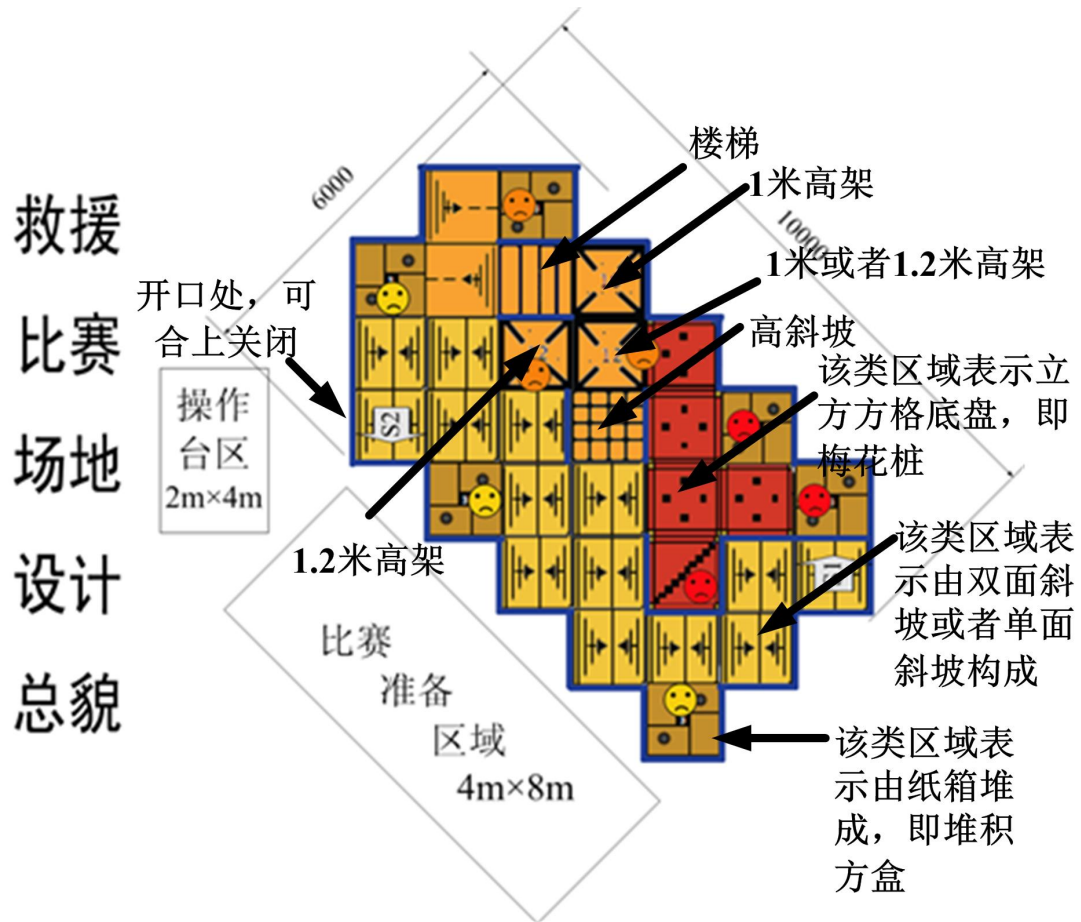 救援
比赛
场地
设计
总貌
6000
10000
楼梯
1米高架
1米或者1.2米高架
高斜坡
开口处，可
合上关闭
该类区域表示立
方方格底盘，即
梅花桩
操作
台区
2m×4m
S2
1.2米高架
该类区域表
示由双面斜
坡或者单面
斜坡构成
比赛
准备
区域
4m×8m
该类区域表
示由纸箱堆
成，即堆积
方盒